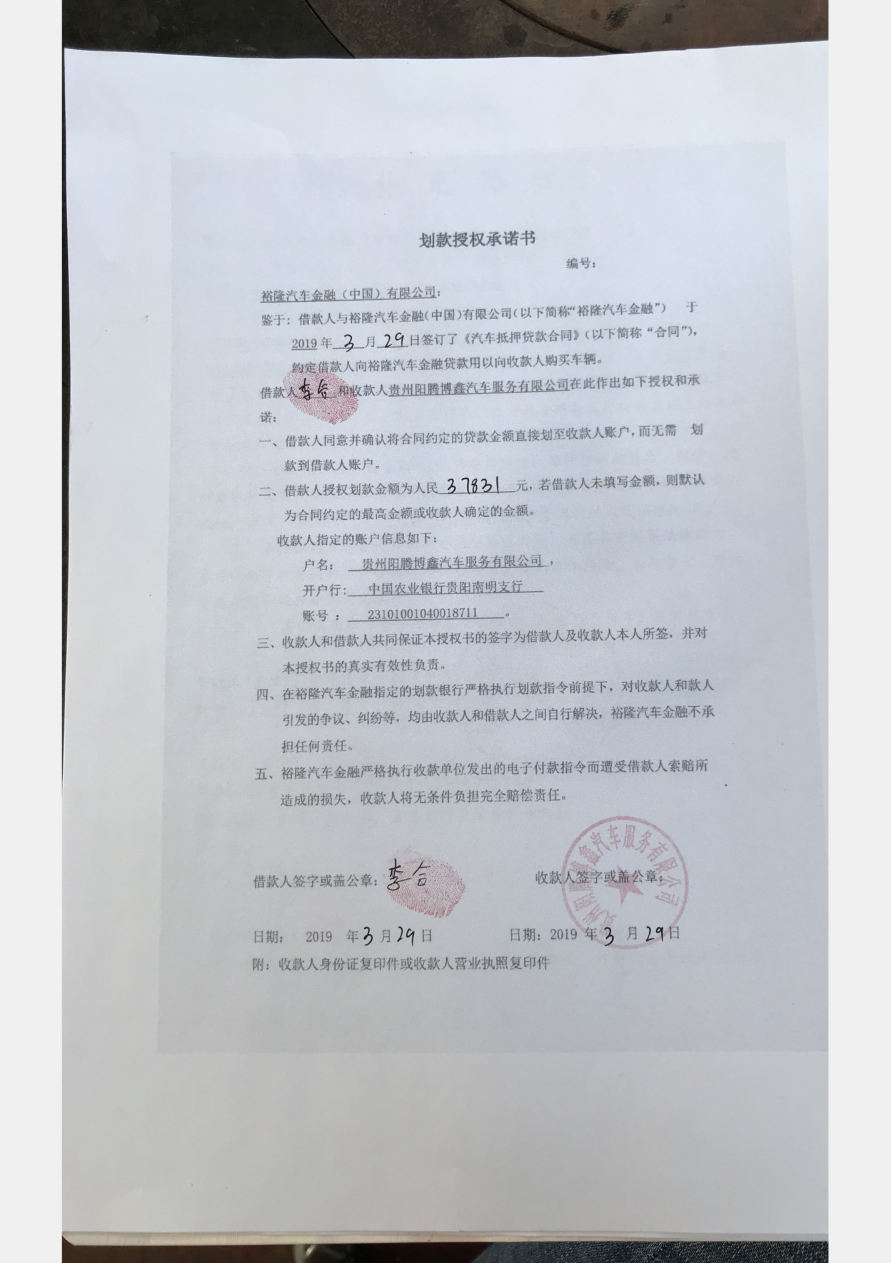 划款授权承诺书
编号：
裕隆汽车金融（中国）有限公司：
鉴于：借款人与裕隆汽车金融(中国)有限公司(以下简称“裕隆汽车金融”) 于
2019 年 3 月 29 日签订了《汽车抵押贷款合同》(以下简称“合同”)，
约定借款人向裕隆汽车金融贷款用以向收款人购买车辆。
借款人 李合 和收款人贵州阳腾博鑫汽车服务有限公司在此作出如下授权和承
诺：
一、借款人同意并确认将合同约定的贷款金额直接划至收款人账户，而无需 划
款到借款人账户。
二、借款人授权划款金额为人民 37831 元，若借款人未填写金额，则默认
为合同约定的最高金额或收款人确定的金额。
收款人指定的账户信息如下：
户名： 贵州阳腾博鑫汽车服务有限公司 ，
开户行： 中国农业银行贵阳南明支行
账号 ： 23101001040018711 。
三、收款人和借款人共同保证本授权书的签字为借款人及收款人本人所签，并对
本授权书的真实有效性负责。
四、在裕隆汽车金融指定的划款银行严格执行划款指令前提下，对收款人和款人
引发的争议、纠纷等，均由收款人和借款人之间自行解决，裕隆汽车金融不承
担任何责任。
五、裕隆汽车金融严格执行收款单位发出的电子付款指令而遭受借款人索赔所
造成的损失，收款人将无条件负担完全赔偿责任。
借款人签字或盖公章：李合 收款人签字或盖公章：
贵州阳腾博鑫汽车服务有限公司
日期： 2019 年 3 月 29 日 日期：2019 年 3 月 29 日
附：收款人身份证复印件或收款人营业执照复印件